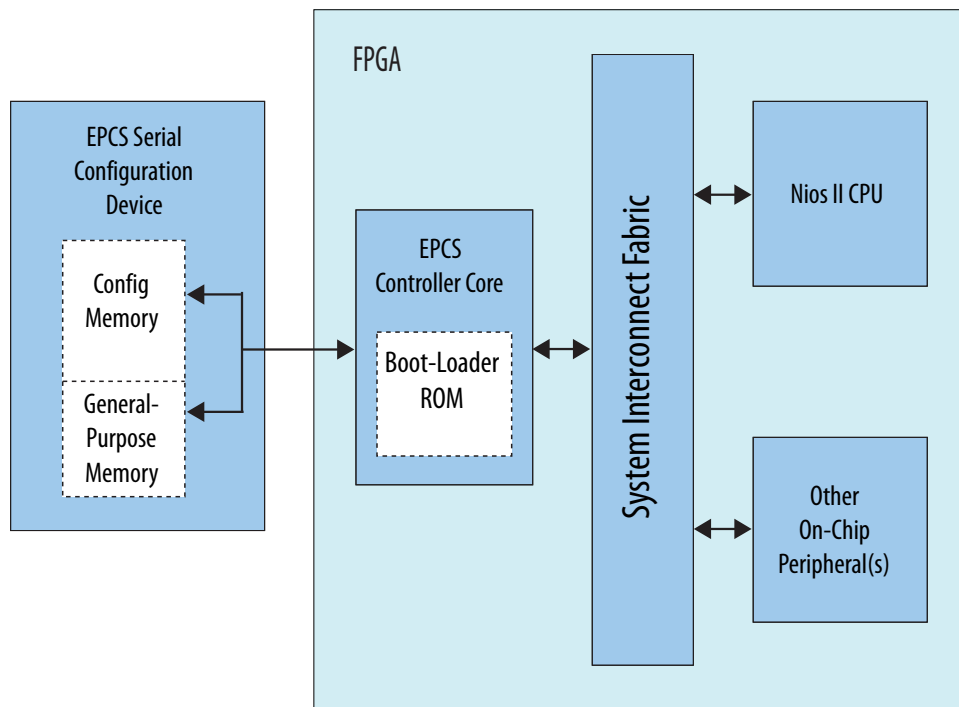 FPGA
EPCS Serial
Configuration
Device
Config
Memory
General-
Purpose
Memory
EPCS
Controller Core
Boot-Loader
ROM
System Interconnect Fabric
Nios II CPU
Other
On-Chip
Peripheral(s)